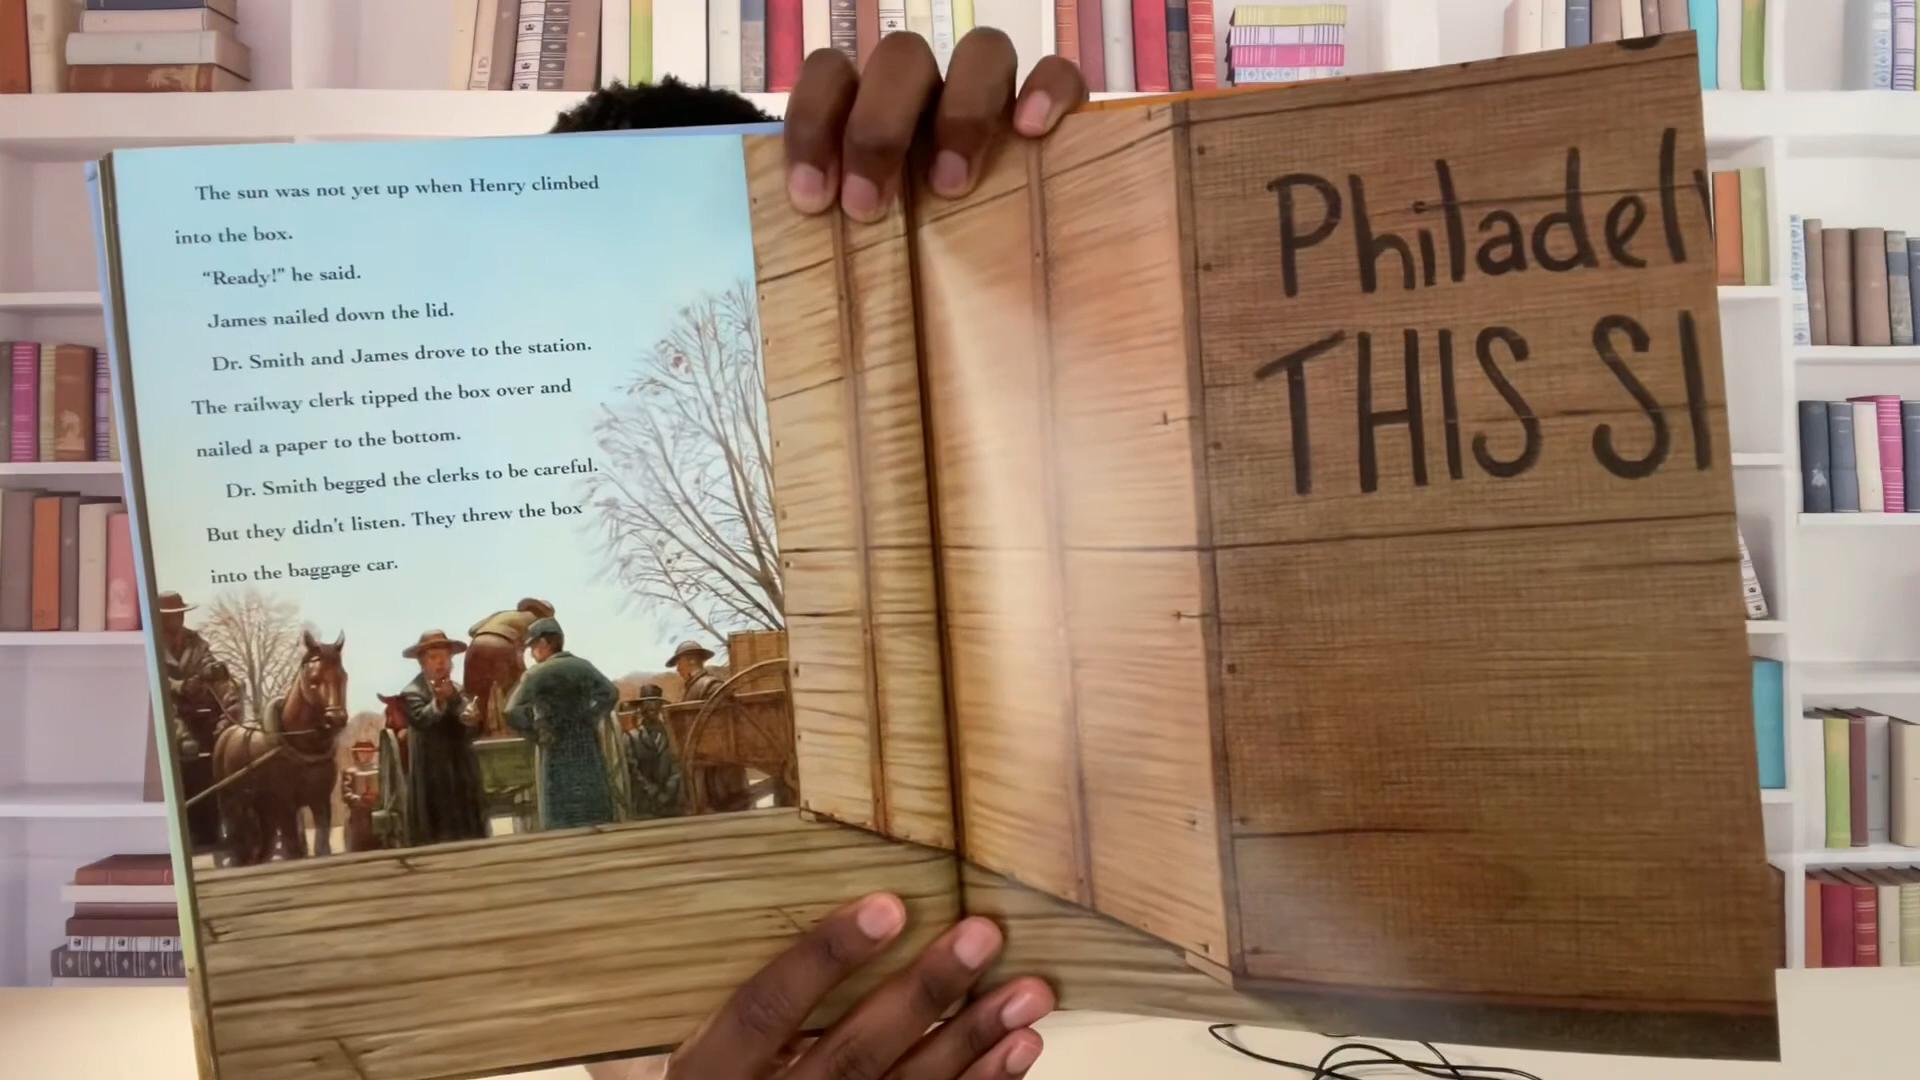 The sun was not yet up when Henry climbed
into the box.
“Ready!” he said.
James nailed down the lid.
Dr. Smith and James drove to the station.
The railway clerk tipped the box over and
nailed a paper to the bottom.
Dr. Smith begged the clerks to be careful.
But they didn’t listen. They threw the box
into the baggage car.
Philadel
THIS SI